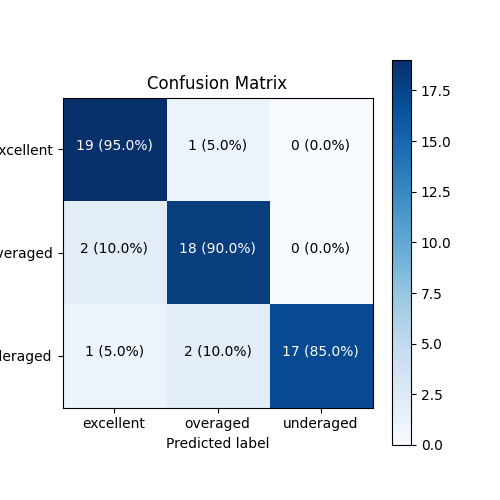 Confusion Matrix
xcellent 19 (95.0%) 1 (5.0%) 0 (0.0%)
veraged 2 (10.0%) 18 (90.0%) 0 (0.0%)
deraged 1 (5.0%) 2 (10.0%) 17 (85.0%)
excellent overaged underaged
Predicted label
17.5
15.0
12.5
10.0
7.5
5.0
2.5
0.0